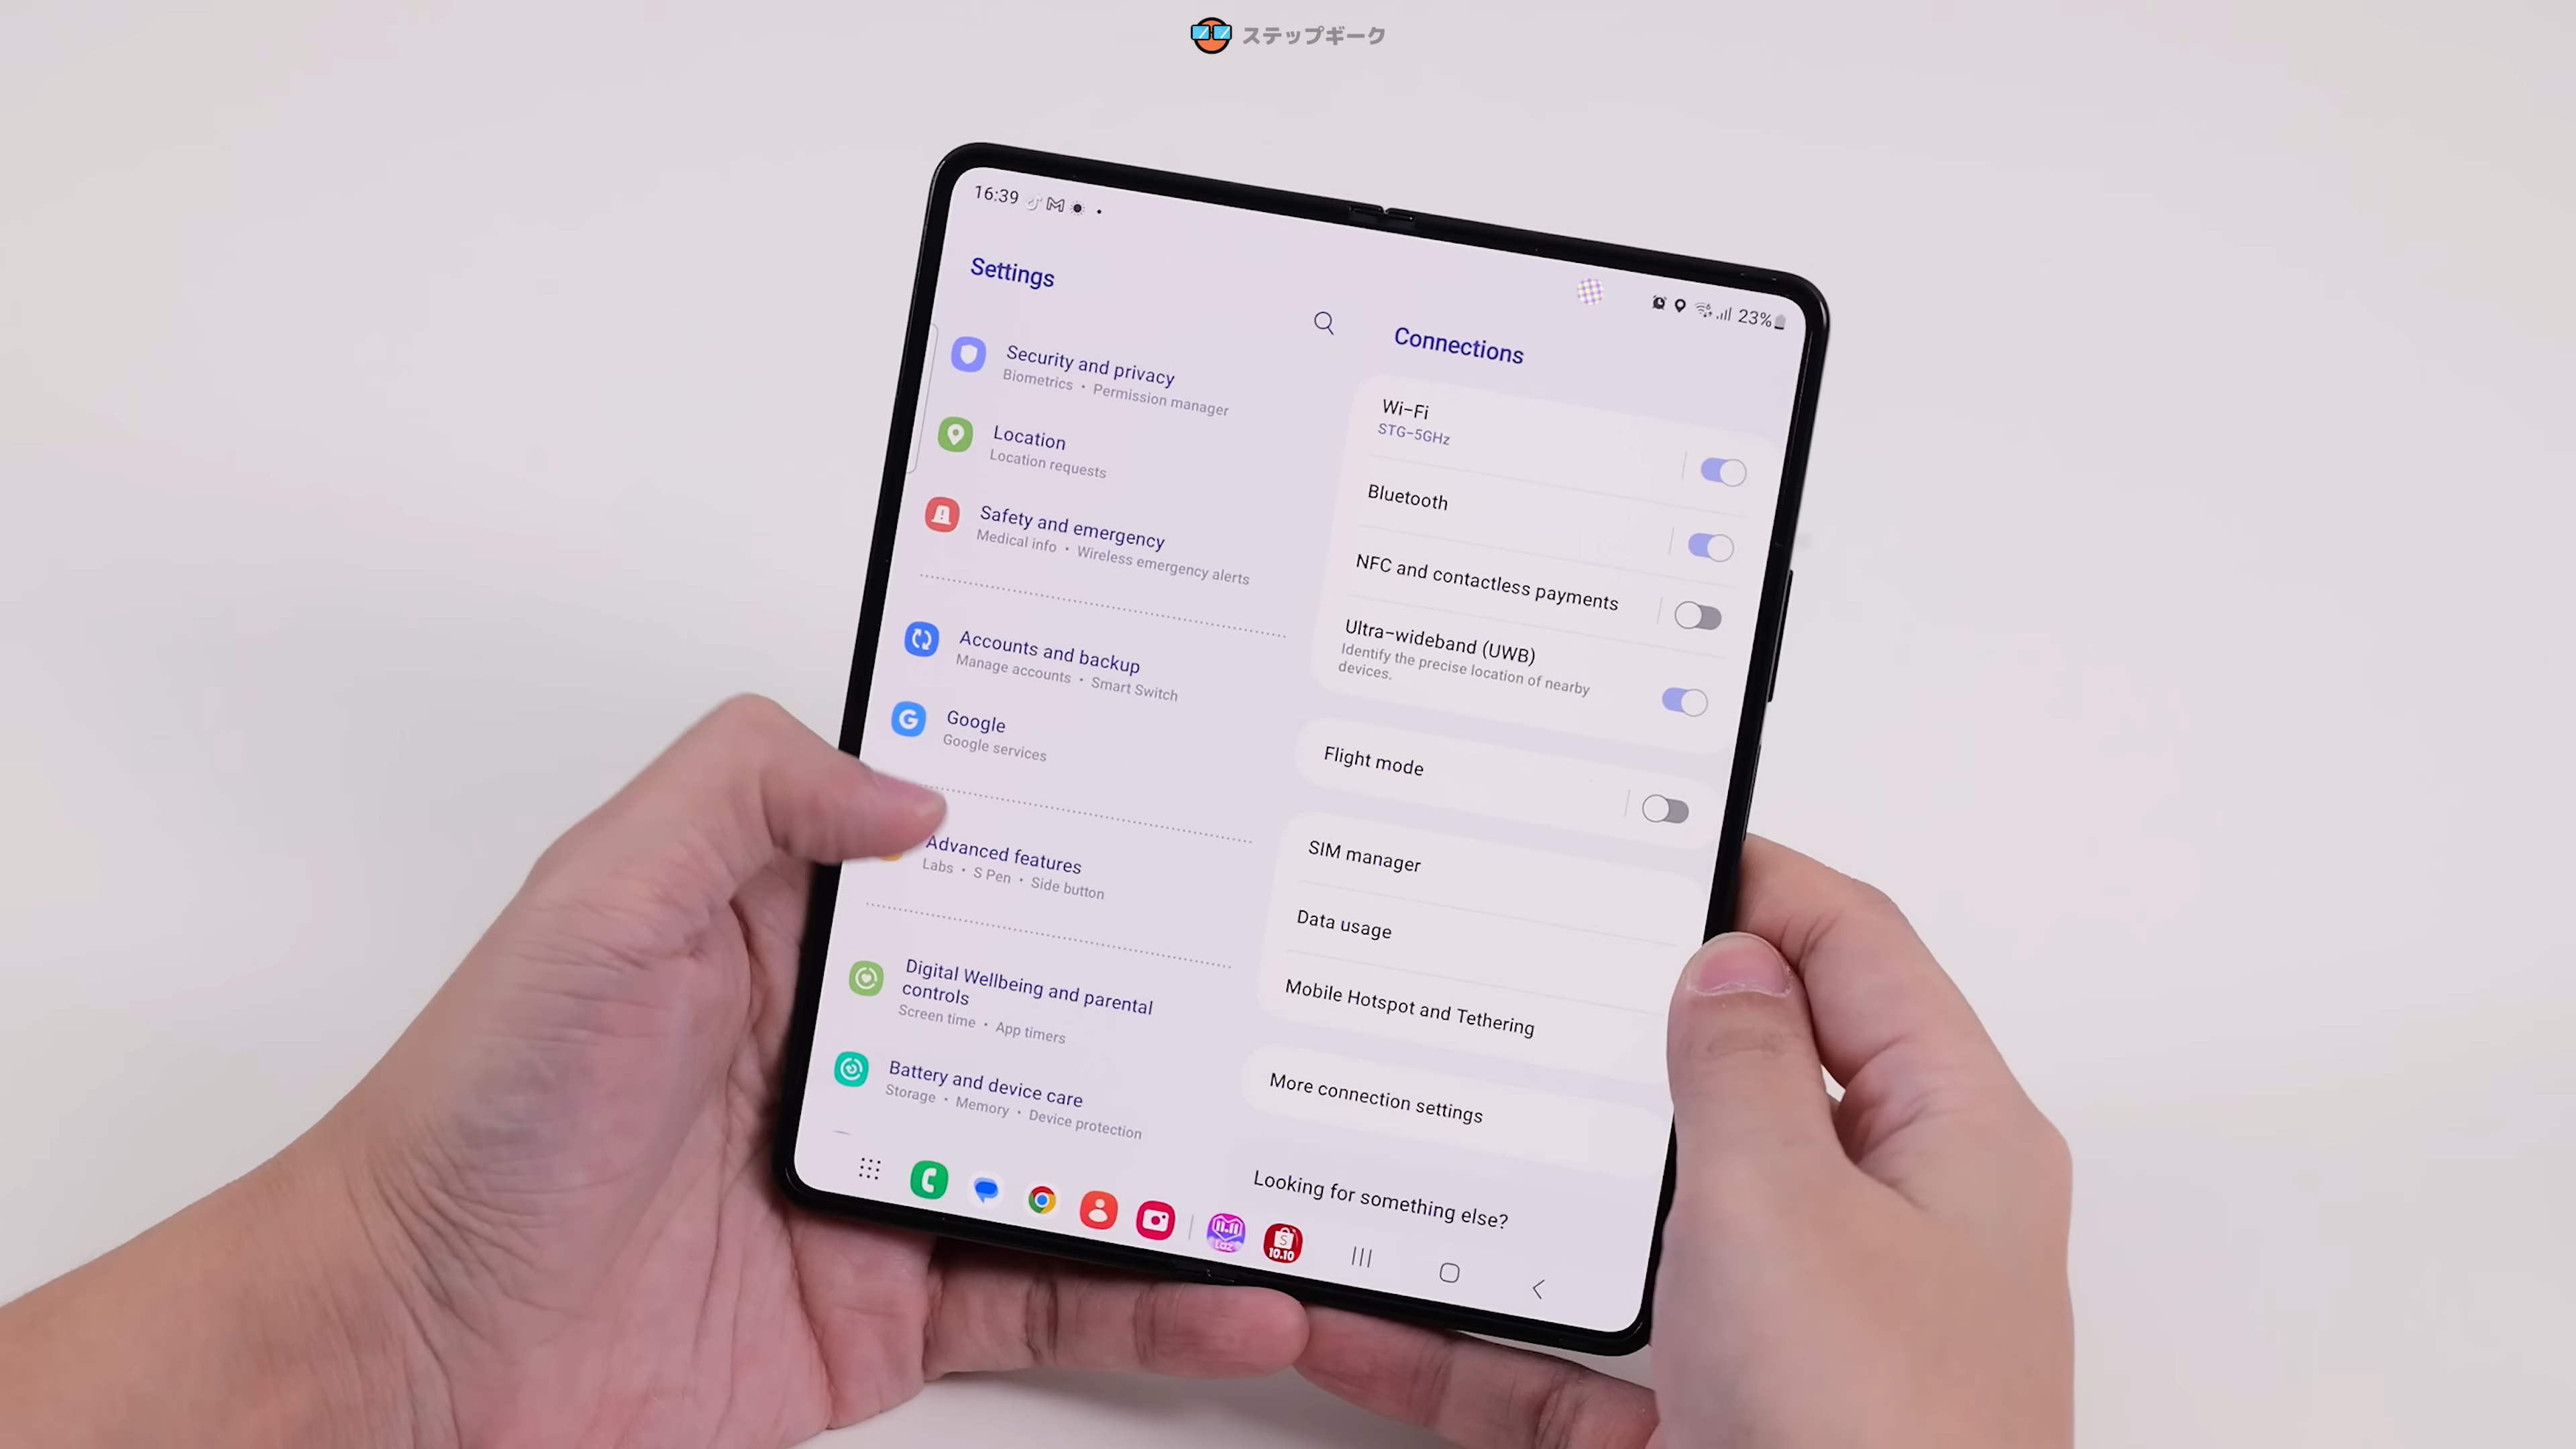 ステップギーク
16:39
23%
Settings
Security and privacy
Biometrics • Permission manager
Location
Location requests
Safety and emergency
Medical info • Wireless emergency alerts
Accounts and backup
Manage accounts • Smart Switch
Google
Google services
Advanced features
Labs • S Pen • Side button
Digital Wellbeing and parental
controls
Screen time • App timers
Battery and device care
Storage • Memory • Device protection
Connections
Wi-Fi
STG-5GHz
Bluetooth
NFC and contactless payments
Ultra-wideband (UWB)
Identify the precise location of nearby
devices.
Flight mode
SIM manager
Data usage
Mobile Hotspot and Tethering
More connection settings
Looking for something else?
11.11
Laz
S
10.10